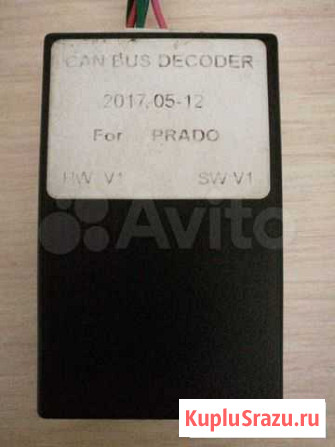 CAN BUS DECODER
2017-05-12
For PRADO
HW V1 SW:V1
Avito
KupluSrazu.ru